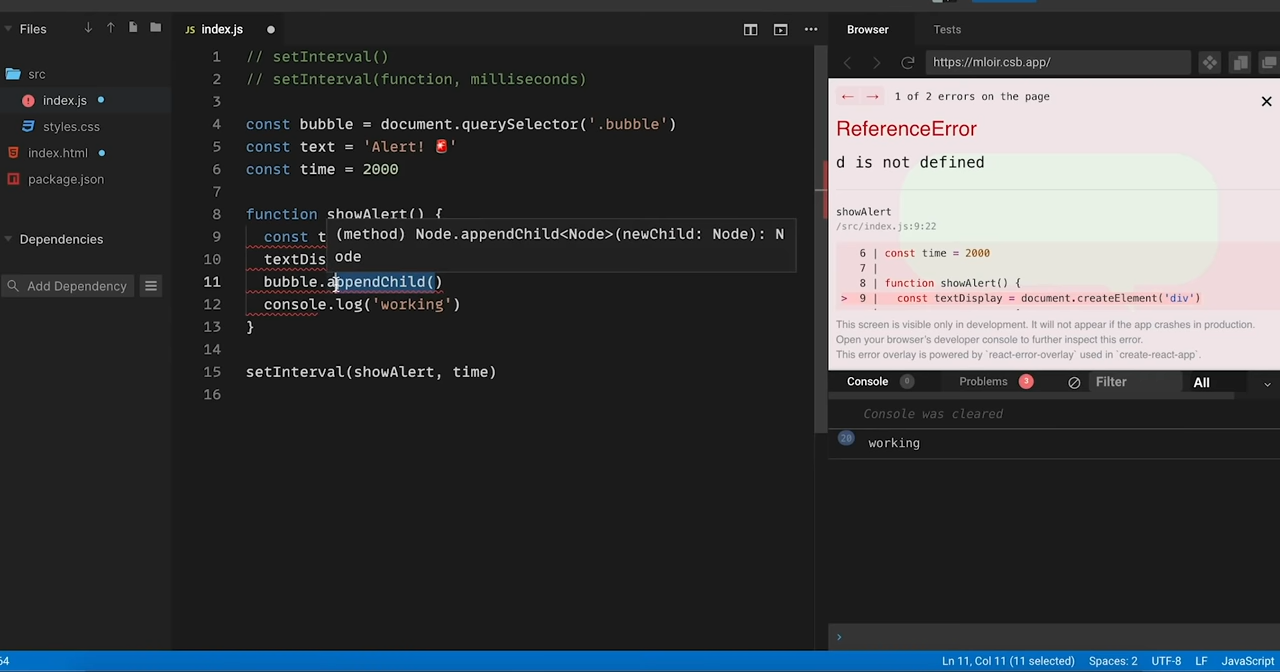 Files
JS index.js
src
index.js
styles.css
index.html
package.json
Dependencies
Add Dependency
1 // setInterval()
2 // setInterval(function, milliseconds)
3
4 const bubble = document.querySelector('.bubble')
5 const text = 'Alert! 🚨'
6 const time = 2000
7
8 function showAlert() {
9 const t
(method) Node.appendChild<Node>(newChild: Node): N
ode
10 textDis
11 bubble.appendChild()
12 console.log('working')
13 }
14
15 setInterval(showAlert, time)
16
Browser Tests
https://mloir.csb.app/
← → 1 of 2 errors on the page
ReferenceError
d is not defined
showAlert
/src/index.js:9:22
6 | const time = 2000
7 |
8 | function showAlert() {
> 9 | const textDisplay = document.createElement('div')
This screen is visible only in development. It will not appear if the app crashes in production.
Open your browser's developer console to further inspect this error.
This error overlay is powered by `react-error-overlay` used in `create-react-app`.
Console 0 Problems 3 Filter All
Console was cleared
20 working
›
64 Ln 11, Col 11 (11 selected) Spaces: 2 UTF-8 LF JavaScript